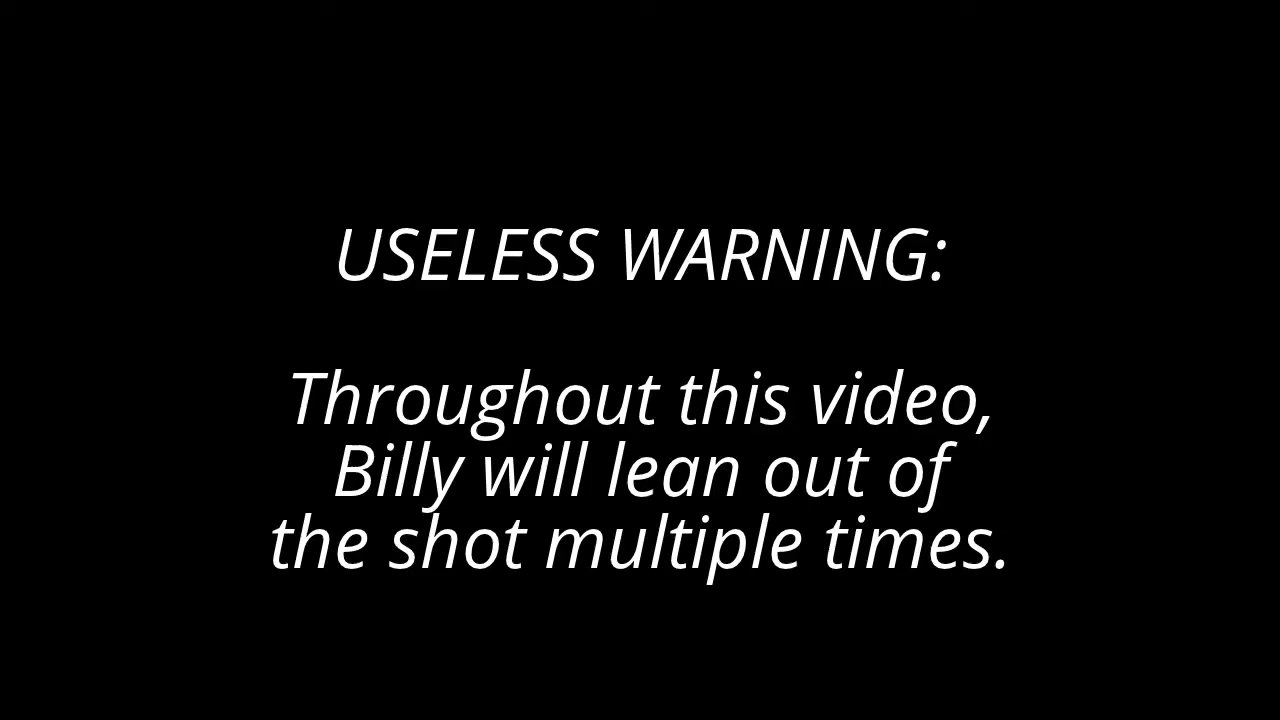 USELESS WARNING:
Throughout this video,
Billy will lean out of
the shot multiple times.